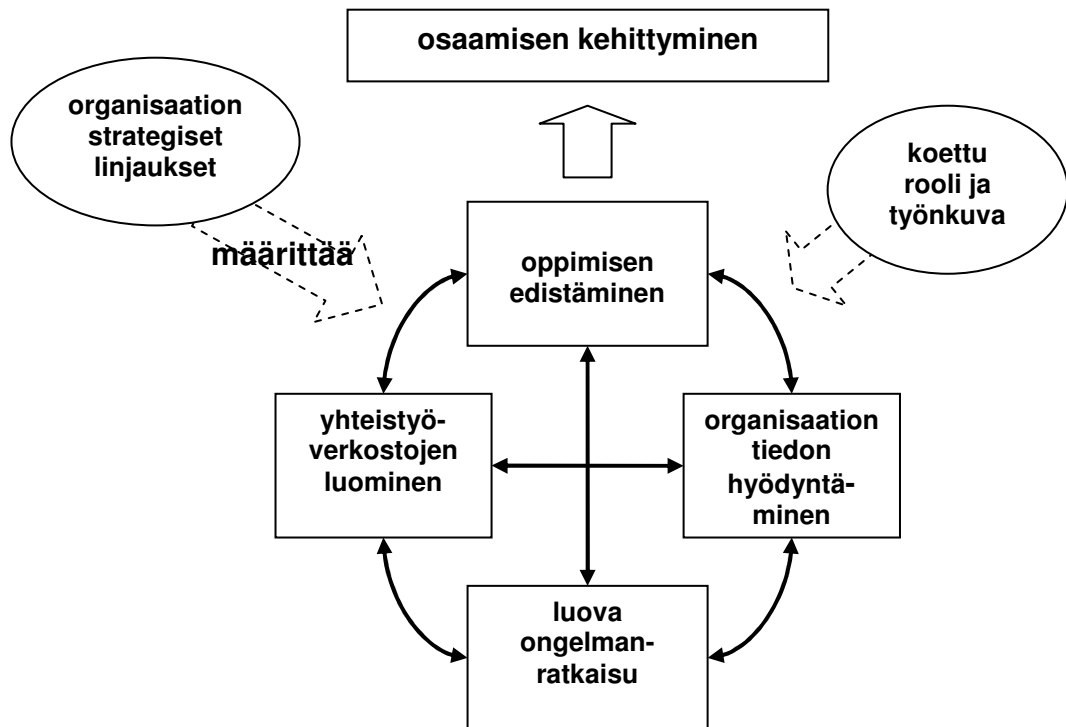 osaamisen kehittyminen
organisaation
strategiset
linjaukset
koettu
rooli ja
työnkuva
määrittää
oppimisen
edistäminen
yhteistyö-
verkostojen
luominen
organisaation
tiedon
hyödyntä-
minen
luova
ongelman-
ratkaisu